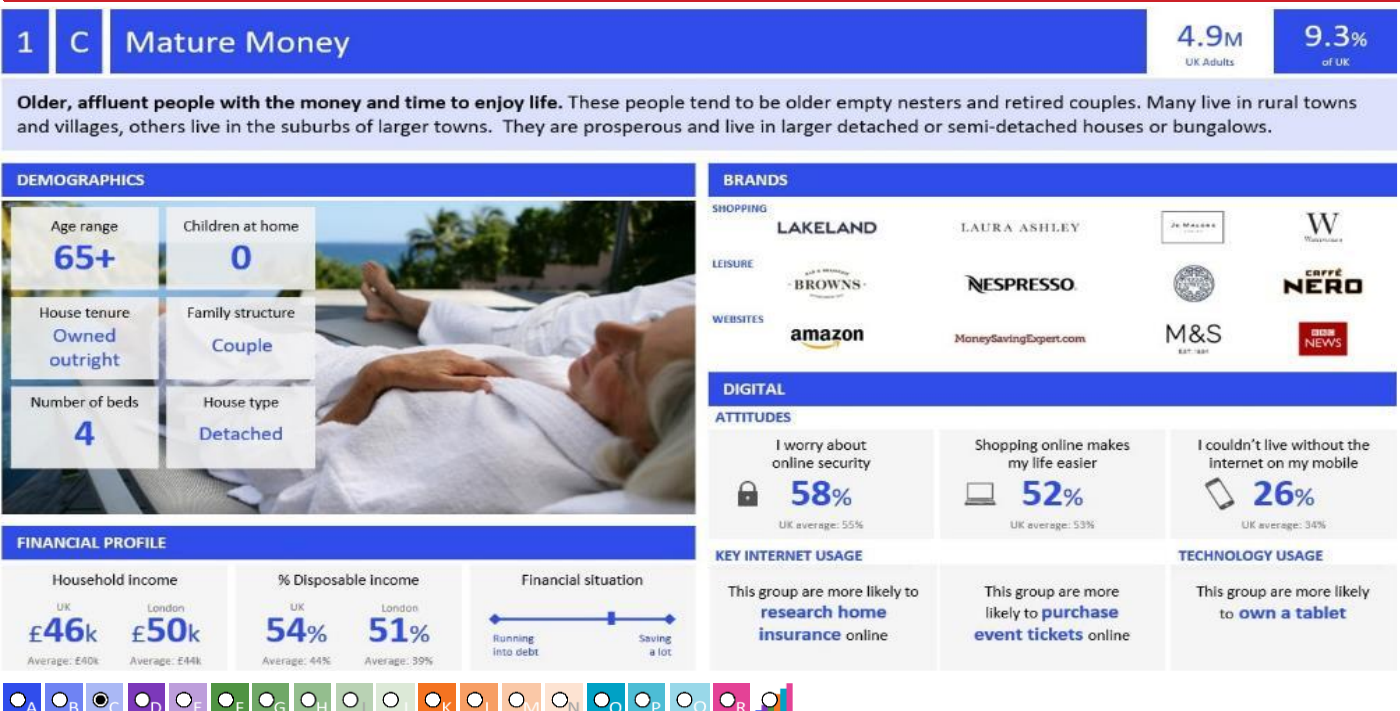 1 C Mature Money
4.9M
UK Adults
9.3%
of UK
Older, affluent people with the money and time to enjoy life. These people tend to be older empty nesters and retired couples. Many live in rural towns
and villages, others live in the suburbs of larger towns. They are prosperous and live in larger detached or semi-detached houses or bungalows.
DEMOGRAPHICS
Age range
65+
Children at home
0
House tenure
Owned
outright
Family structure
Couple
Number of beds
4
House type
Detached
FINANCIAL PROFILE
Household income
UK
£46k
Average: £40k
London
£50k
Average: £44k
% Disposable income
UK
54%
Average: 44%
London
51%
Average: 39%
Financial situation
Running
into debt
Saving
a lot
BRANDS
SHOPPING
LAKELAND
LAURA ASHLEY
JO MALONE
W
Waterstones
LEISURE
BROWNS
NESPRESSO
CAFFÈ
NERO
WEBSITES
amazon
MoneySavingExpert.com
M&S
EST. 1884
BBC
NEWS
DIGITAL
ATTITUDES
I worry about
online security
58%
UK average: 55%
Shopping online makes
my life easier
52%
UK average: 53%
I couldn't live without the
internet on my mobile
26%
UK average: 34%
KEY INTERNET USAGE
This group are more likely to
research home
insurance online
This group are more
likely to purchase
event tickets online
TECHNOLOGY USAGE
This group are more likely
to own a tablet
A B C D E F G H I J K L M N O P Q R